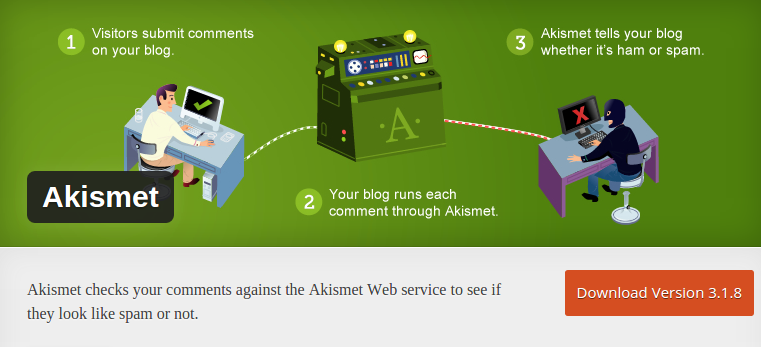 1 Visitors submit comments
on your blog.
3 Akismet tells your blog
whether it's ham or spam.
A
Akismet
2 Your blog runs each
comment through Akismet.
Akismet checks your comments against the Akismet Web service to see if
they look like spam or not.
Download Version 3.1.8